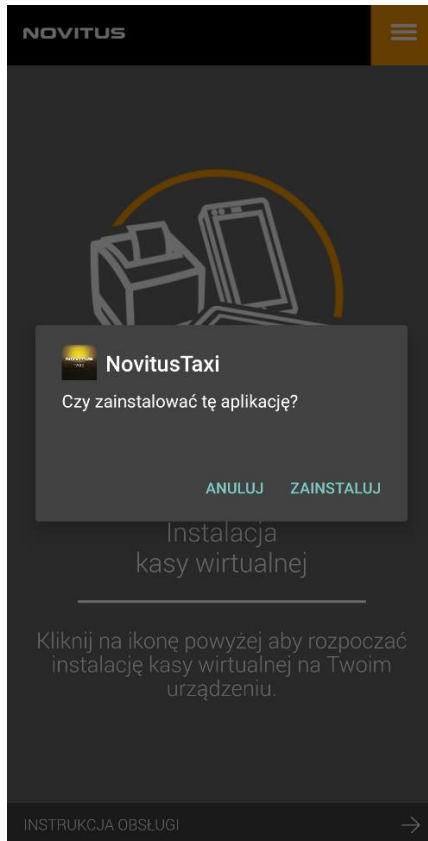 NOVITUS
NovitusTaxi
Czy zainstalować tę aplikację?
ANULUJ ZAINSTALUJ
Instalacja
kasy wirtualnej
Kliknij na ikonę powyżej aby rozpocząć
instalację kasy wirtualnej na Twoim
urządzeniu.
INSTRUKCJA OBSŁUGI